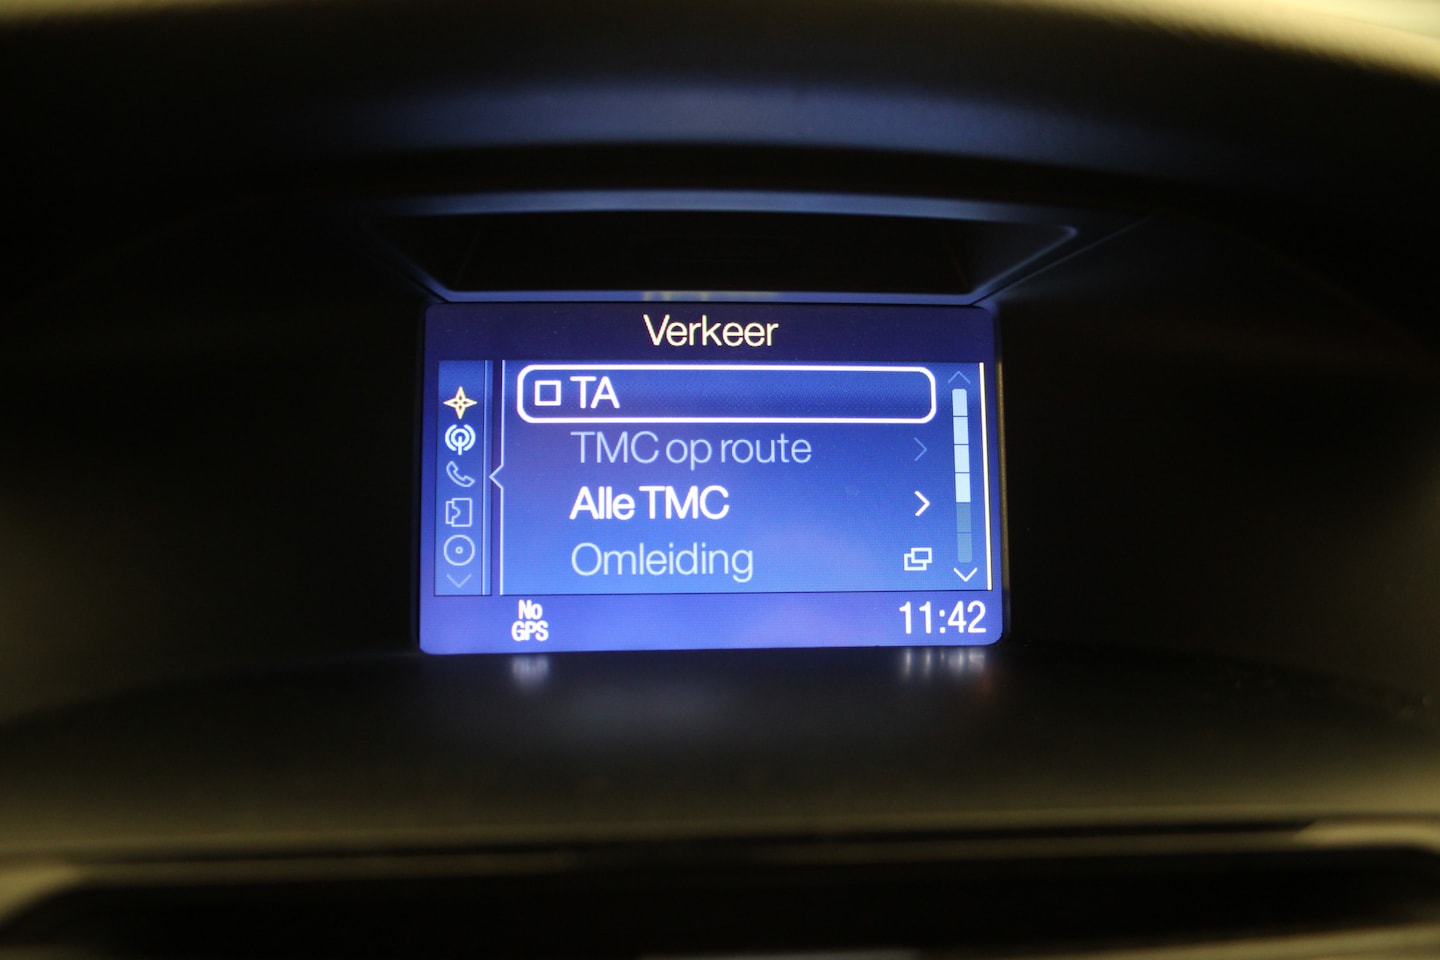 Verkeer
TA
TMC op route
Alle TMC
Omleiding
No
GPS
11:42